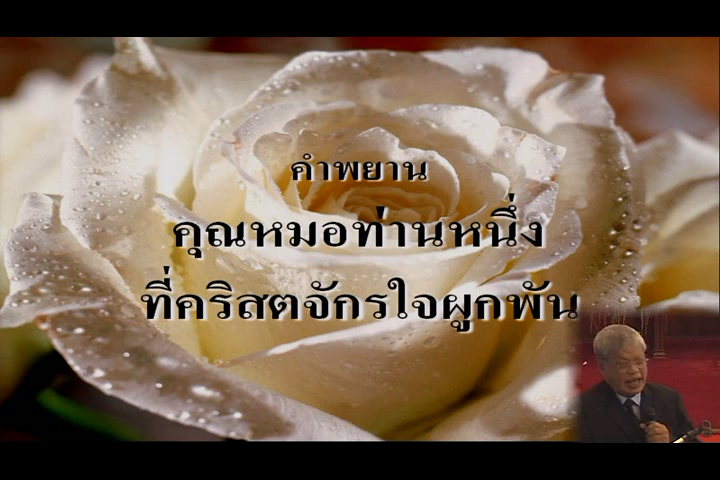 คำพยาน
คุณหมอท่านหนึ่ง
ที่คริสตจักรใจผูกพัน